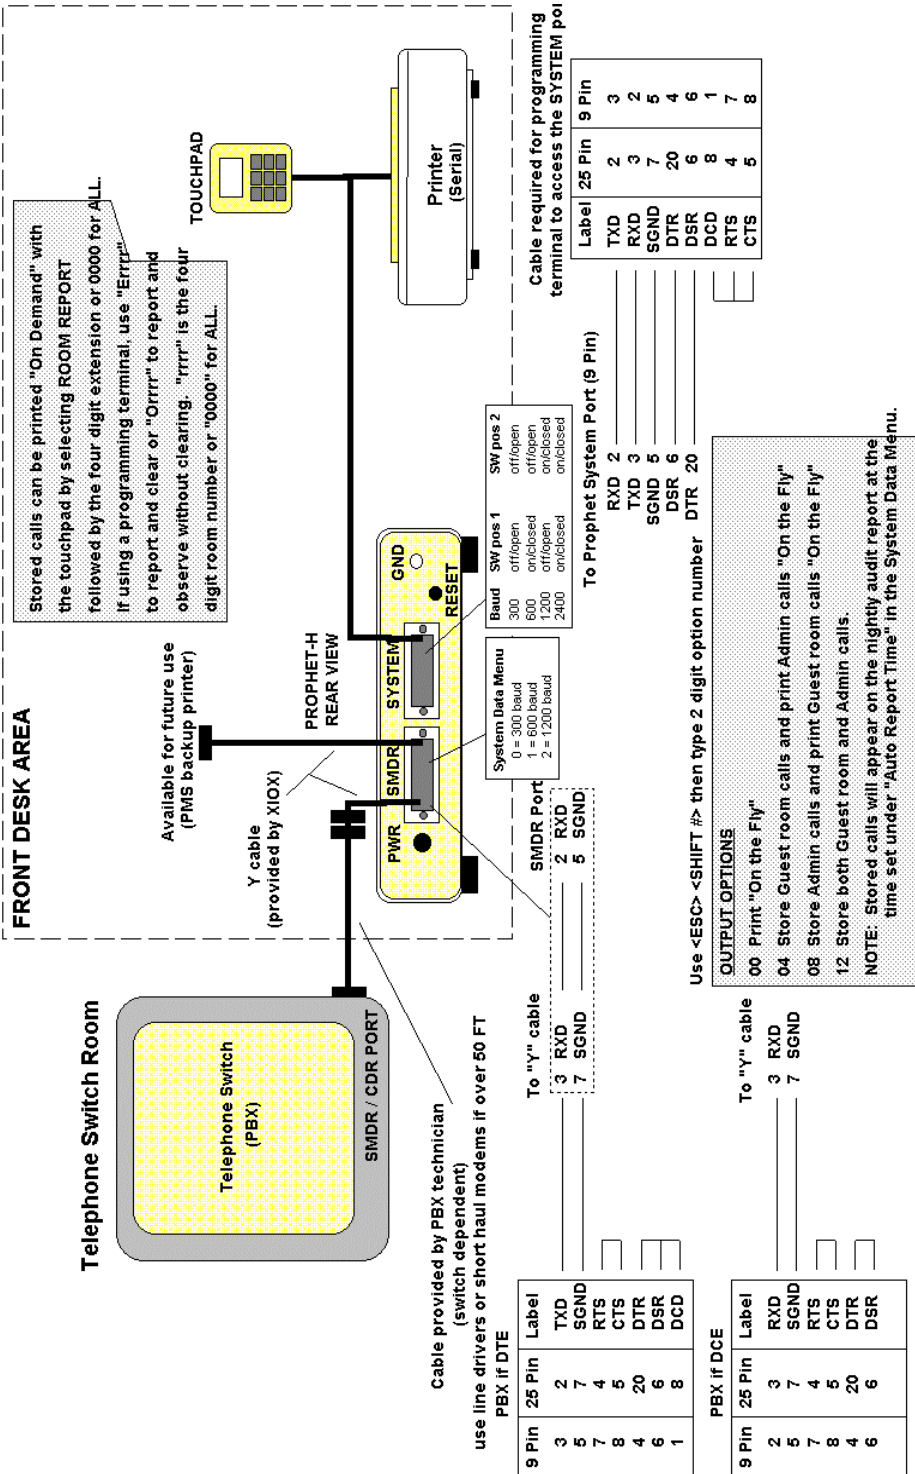 FRONT DESK AREA
Telephone Switch Room
Stored calls can be printed "On Demand" with
the touchpad by selecting ROOM REPORT
followed by the four digit extension or 0000 for ALL.
If using a programming terminal, use "Errrr"
to report and clear or "Orrrr" to report and
observe without clearing. "rrrr" is the four
digit room number or "0000" for ALL.
TOUCHPAD
Printer
(Serial)
Available for future use
(PMS backup printer)
Y cable
(provided by XIOX)
PROPHET-H
REAR VIEW
PWR
SMDR
SYSTEM
GND
RESET
Telephone Switch
(PBX)
SMDR / CDR PORT
System Data Menu
0 = 300 baud
1 = 600 baud
2 = 1200 baud
Baud SW pos 1 SW pos 2
300 off/open off/open
600 on/closed off/open
1200 off/open on/closed
2400 on/closed on/closed
Cable provided by PBX technician
(switch dependent)
use line drivers or short haul modems if over 50 FT
PBX if DTE
9 Pin 25 Pin Label
3 2 TXD
5 7 SGND
7 4 RTS
8 5 CTS
4 20 DTR
6 6 DSR
1 8 DCD
To "Y" cable
3 RXD
7 SGND
SMDR Port
2 RXD
5 SGND
PBX if DCE
9 Pin 25 Pin Label
2 3 RXD
5 7 SGND
7 4 RTS
8 5 CTS
4 20 DTR
6 6 DSR
To "Y" cable
3 RXD
7 SGND
Cable required for programming
terminal to access the SYSTEM
To Prophet System Port (9 Pin)
RXD 2
TXD 3
SGND 5
DSR 6
DTR 20
Label 25 Pin 9 Pin
TXD 2 3
RXD 3 2
SGND 7 5
DTR 20 4
DSR 6 6
DCD 8 1
RTS 4 7
CTS 5 8
Use <ESC> <SHIFT #> then type 2 digit option number
OUTPUT OPTIONS
00 Print "On the Fly"
04 Store Guest room calls and print Admin calls "On the Fly"
08 Store Admin calls and print Guest room calls "On the Fly"
12 Store both Guest room and Admin calls.
NOTE: Stored calls will appear on the nightly audit report at the
time set under "Auto Report Time" in the System Data Menu.